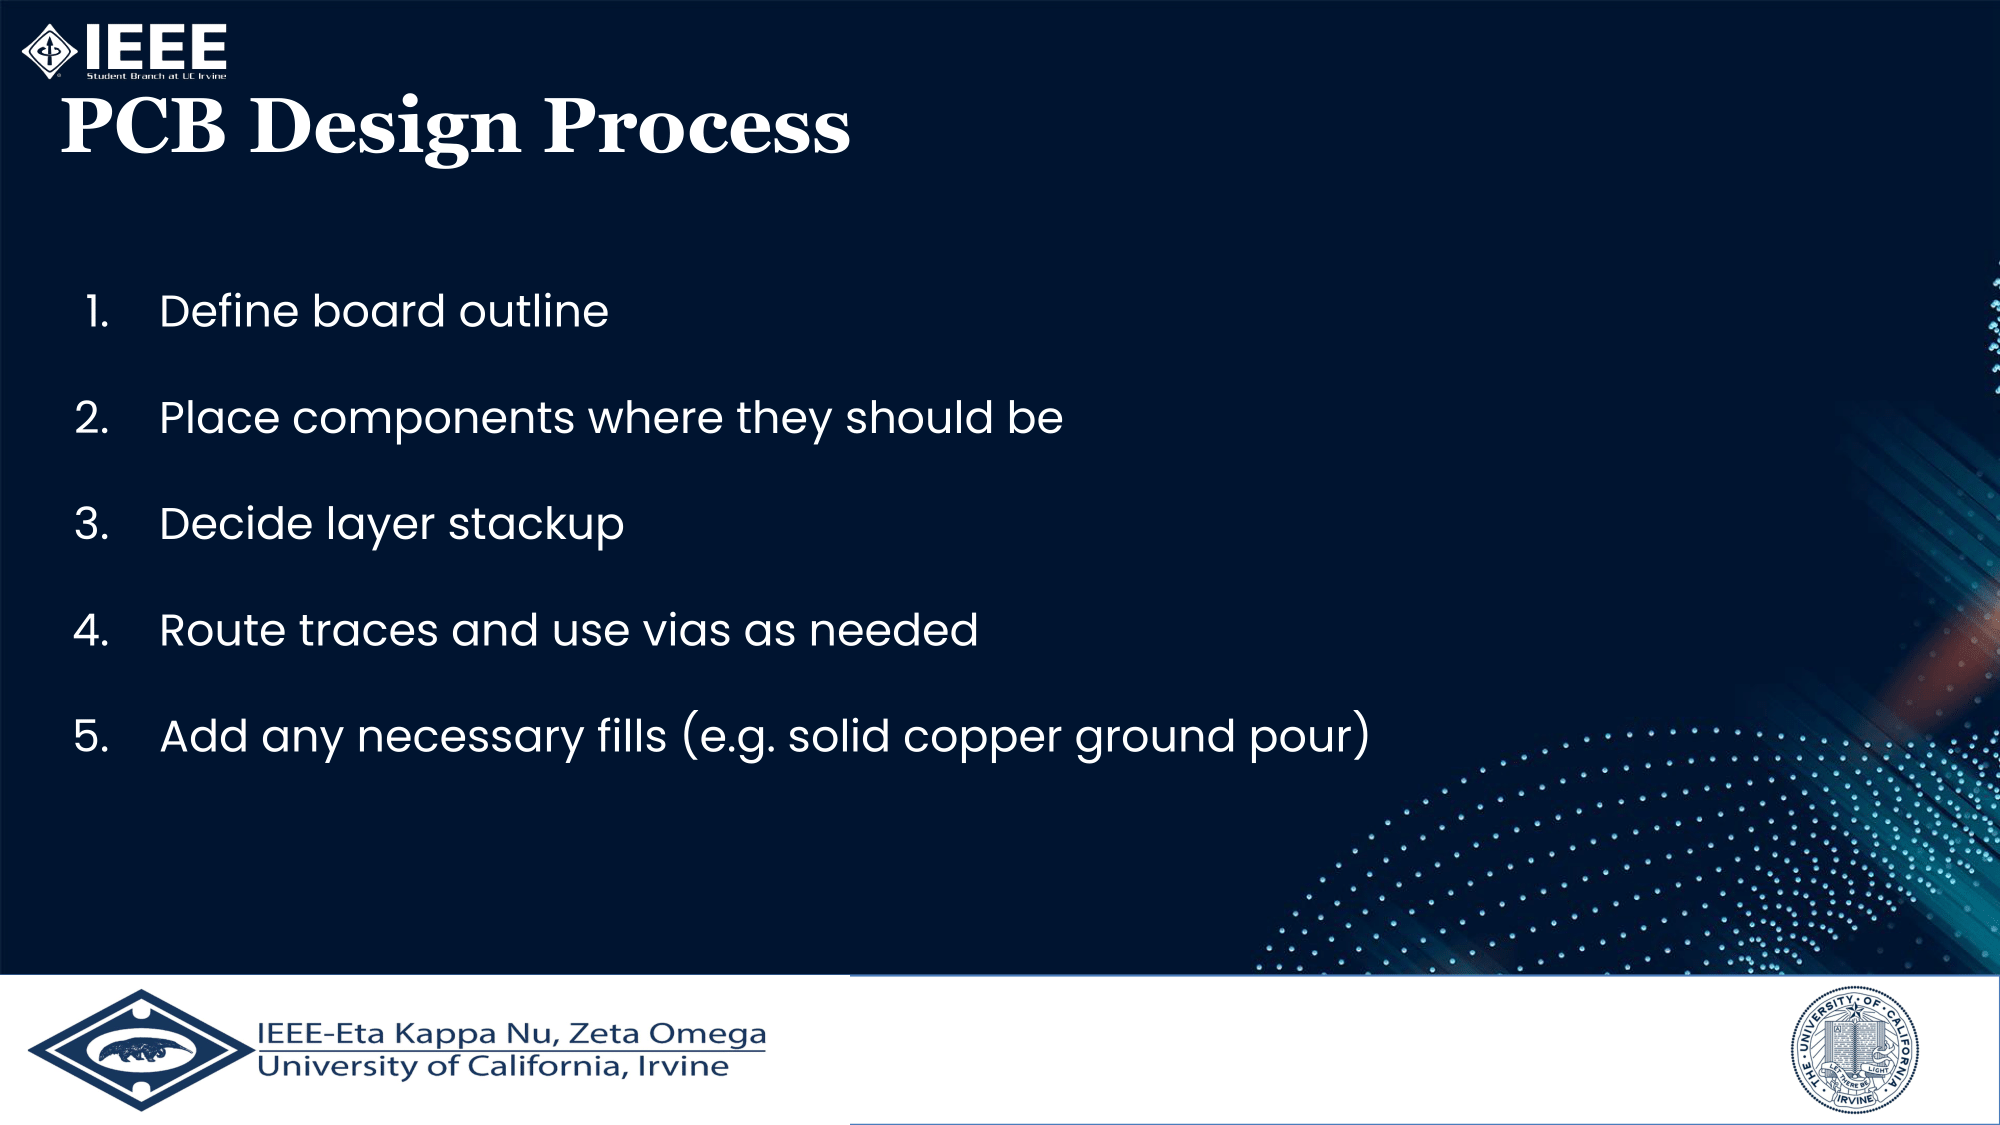 IEEE
Student Branch at UC Irvine
PCB Design Process
1. Define board outline
2. Place components where they should be
3. Decide layer stackup
4. Route traces and use vias as needed
5. Add any necessary fills (e.g. solid copper ground pour)
IEEE-Eta Kappa Nu, Zeta Omega
University of California, Irvine
THE UNIVERSITY OF CALIFORNIA
LET THERE BE LIGHT
IRVINE